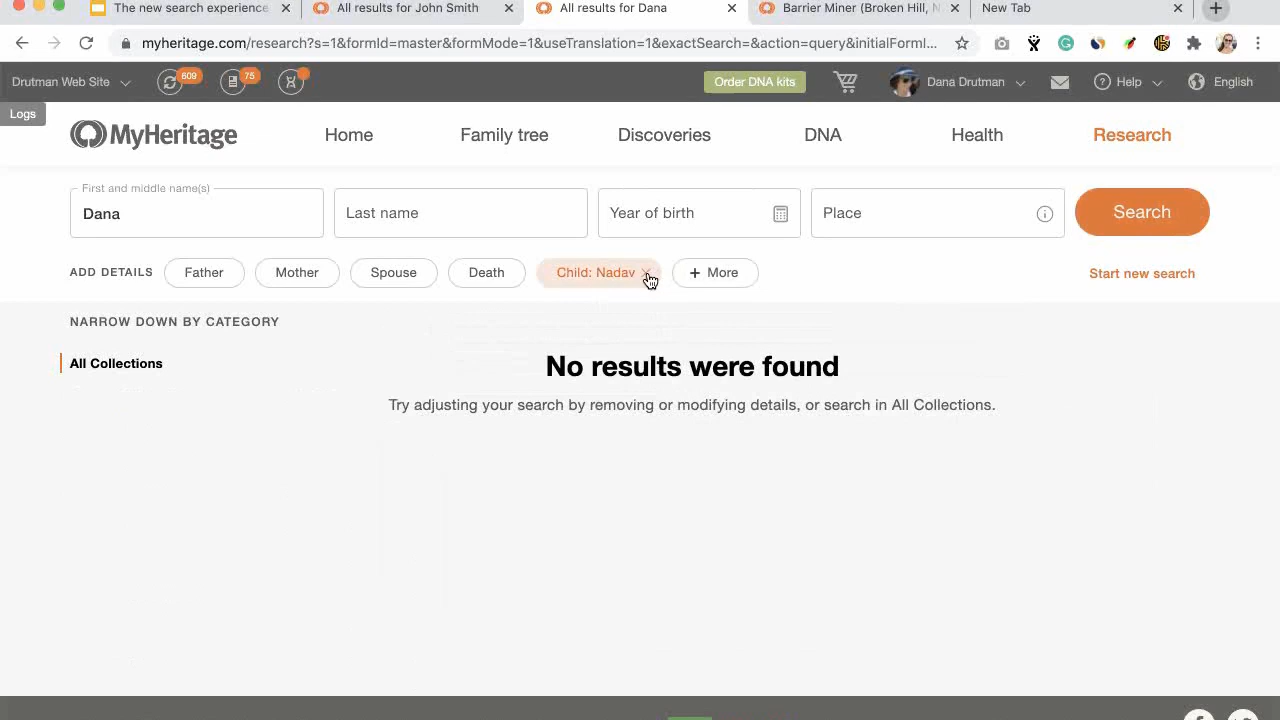 The new search experience
All results for John Smith
All results for Dana
Barrier Miner (Broken Hill, N
New Tab
myheritage.com/research?s=1&formId=master&formMode=1&useTranslation=1&exactSearch=&action=query&initialFormI...
Drutman Web Site
609
75
Order DNA kits
Dana Drutman
Help
English
Logs
MyHeritage
Home
Family tree
Discoveries
DNA
Health
Research
First and middle name(s)
Dana
Last name
Year of birth
Place
Search
ADD DETAILS
Father
Mother
Spouse
Death
Child: Nadav
+ More
Start new search
NARROW DOWN BY CATEGORY
All Collections
No results were found
Try adjusting your search by removing or modifying details, or search in All Collections.